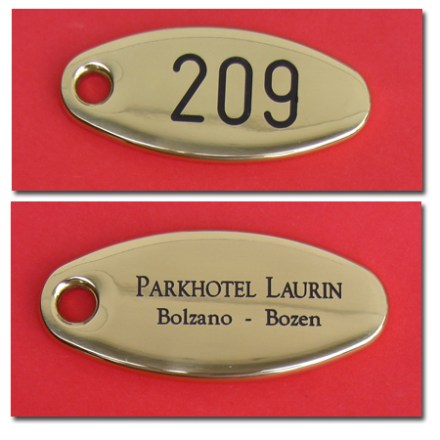 209
PARKHOTEL LAURIN
Bolzano - Bozen